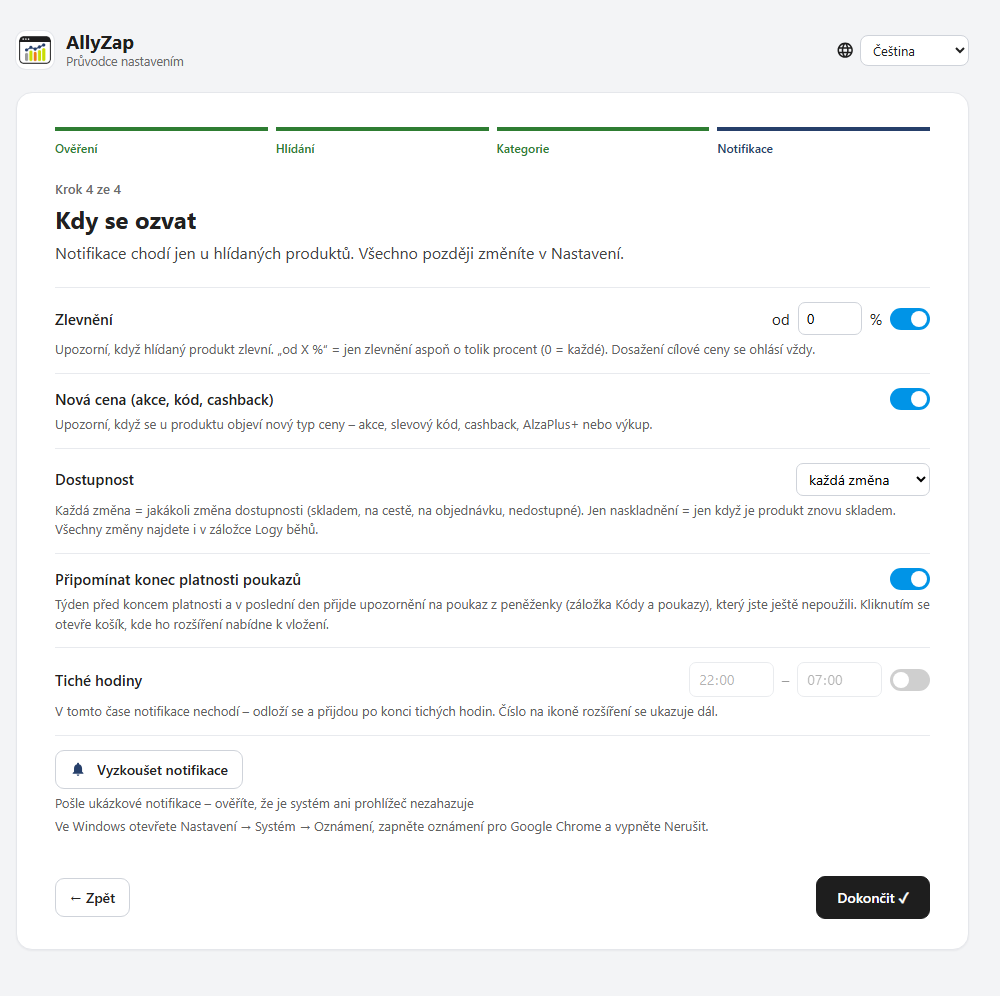 AllyZap
Průvodce nastavením
Čeština
Ověření
Hlídání
Kategorie
Notifikace
Krok 4 ze 4
Kdy se ozvat
Notifikace chodí jen u hlídaných produktů. Všechno později změníte v Nastavení.
Zlevnění
od 0 %
Upozorní, když hlídaný produkt zlevní. „od X %“ = jen zlevnění aspoň o tolik procent (0 = každé). Dosažení cílové ceny se ohlásí vždy.
Nová cena (akce, kód, cashback)
Upozorní, když se u produktu objeví nový typ ceny – akce, slevový kód, cashback, AlzaPlus+ nebo výkup.
Dostupnost
každá změna
Každá změna = jakákoli změna dostupnosti (skladem, na cestě, na objednávku, nedostupné). Jen naskladnění = jen když je produkt znovu skladem.
Všechny změny najdete i v záložce Logy běhů.
Připomínat konec platnosti poukazů
Týden před koncem platnosti a v poslední den přijde upozornění na poukaz z peněženky (záložka Kódy a poukazy), který jste ještě nepoužili. Kliknutím se
otevře košík, kde ho rozšíření nabídne k vložení.
Tiché hodiny
22:00 – 07:00
V tomto čase notifikace nechodí – odloží se a přijdou po konci tichých hodin. Číslo na ikoně rozšíření se ukazuje dál.
Vyzkoušet notifikace
Pošle ukázkové notifikace – ověříte, že je systém ani prohlížeč nezahazuje
Ve Windows otevřete Nastavení → Systém → Oznámení, zapněte oznámení pro Google Chrome a vypněte Nerušit.
← Zpět
Dokončit ✓